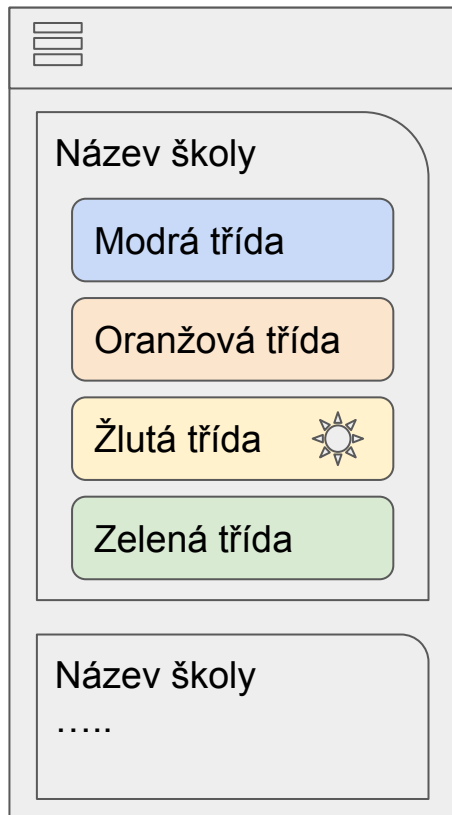 Název školy
Modrá třída
Oranžová třída
Žlutá třída
Zelená třída
Název školy
.....